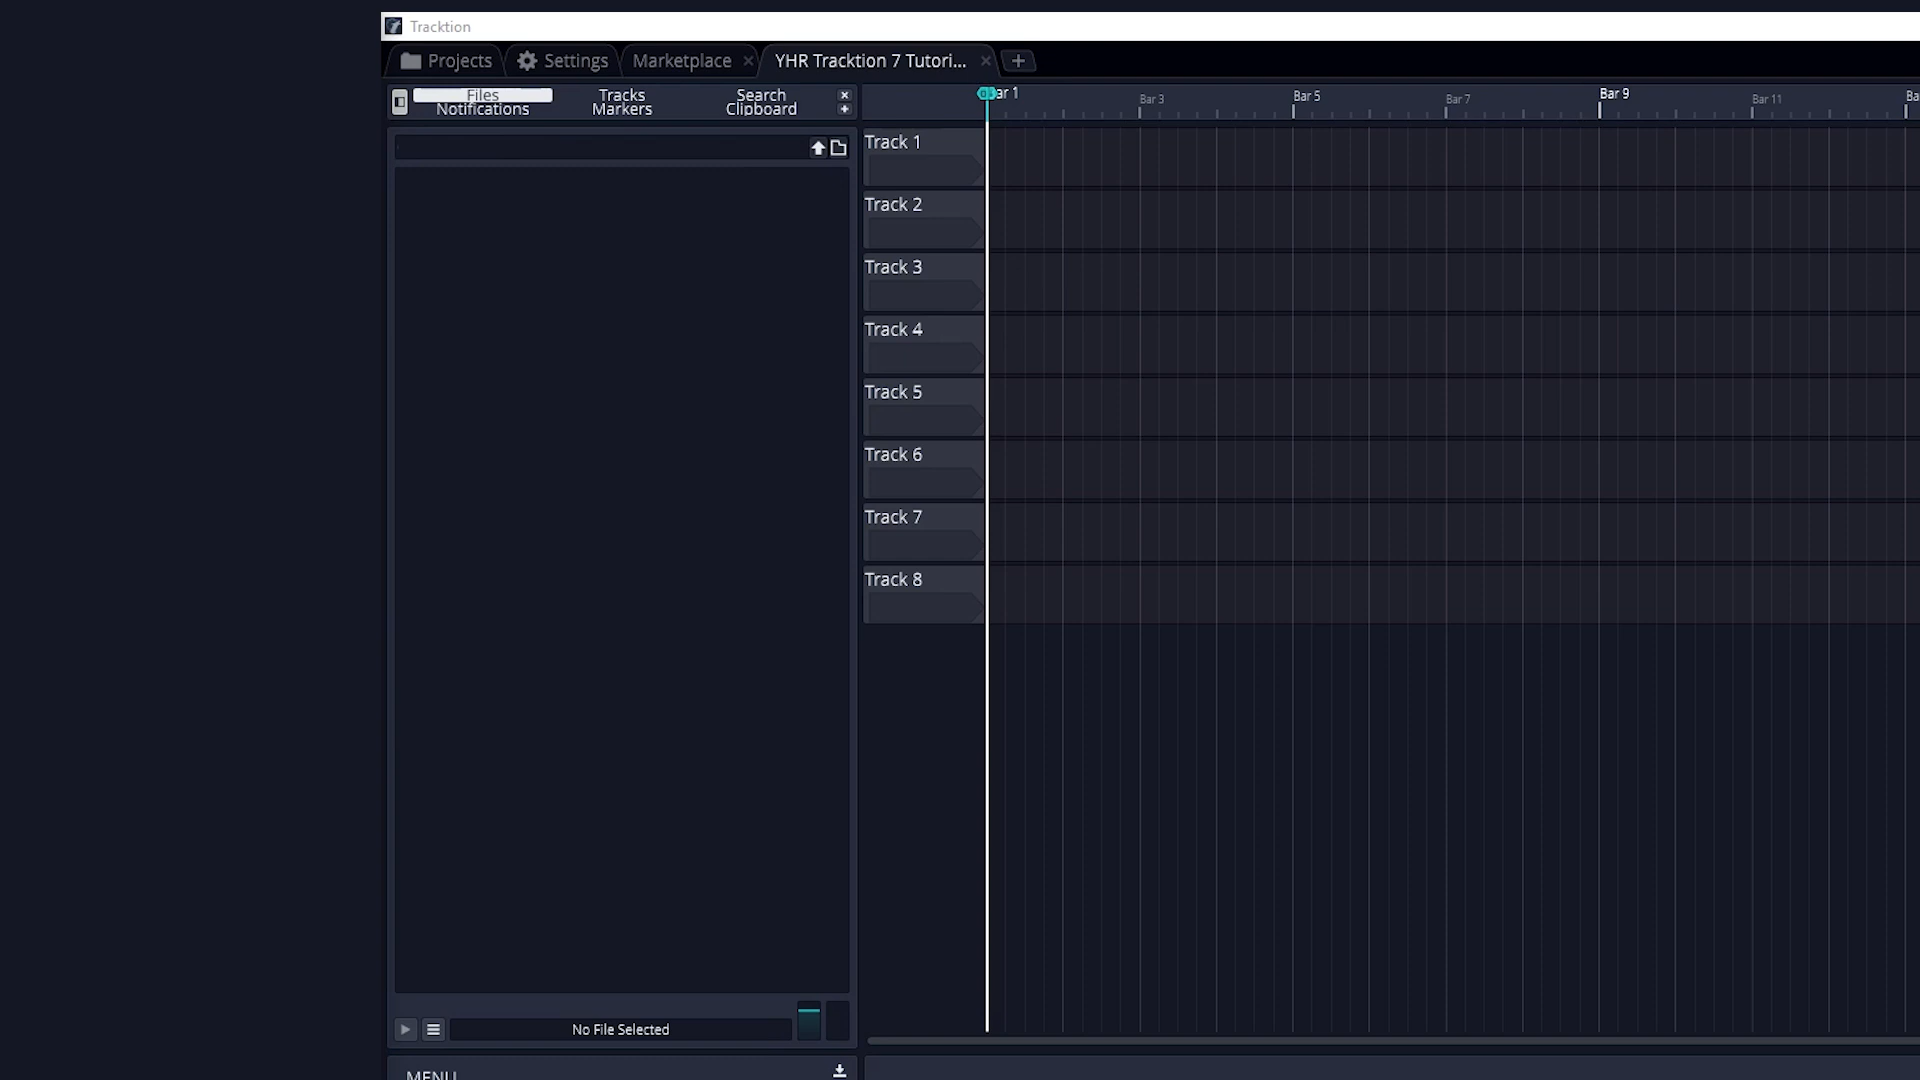 Tracktion
Projects
Settings
Marketplace
YHR Tracktion 7 Tutori...
Files
Tracks
Search
Notifications
Markers
Clipboard
ar 1
Bar 3
Bar 5
Bar 7
Bar 9
Bar 11
Ba
Track 1
Track 2
Track 3
Track 4
Track 5
Track 6
Track 7
Track 8
No File Selected
MENU